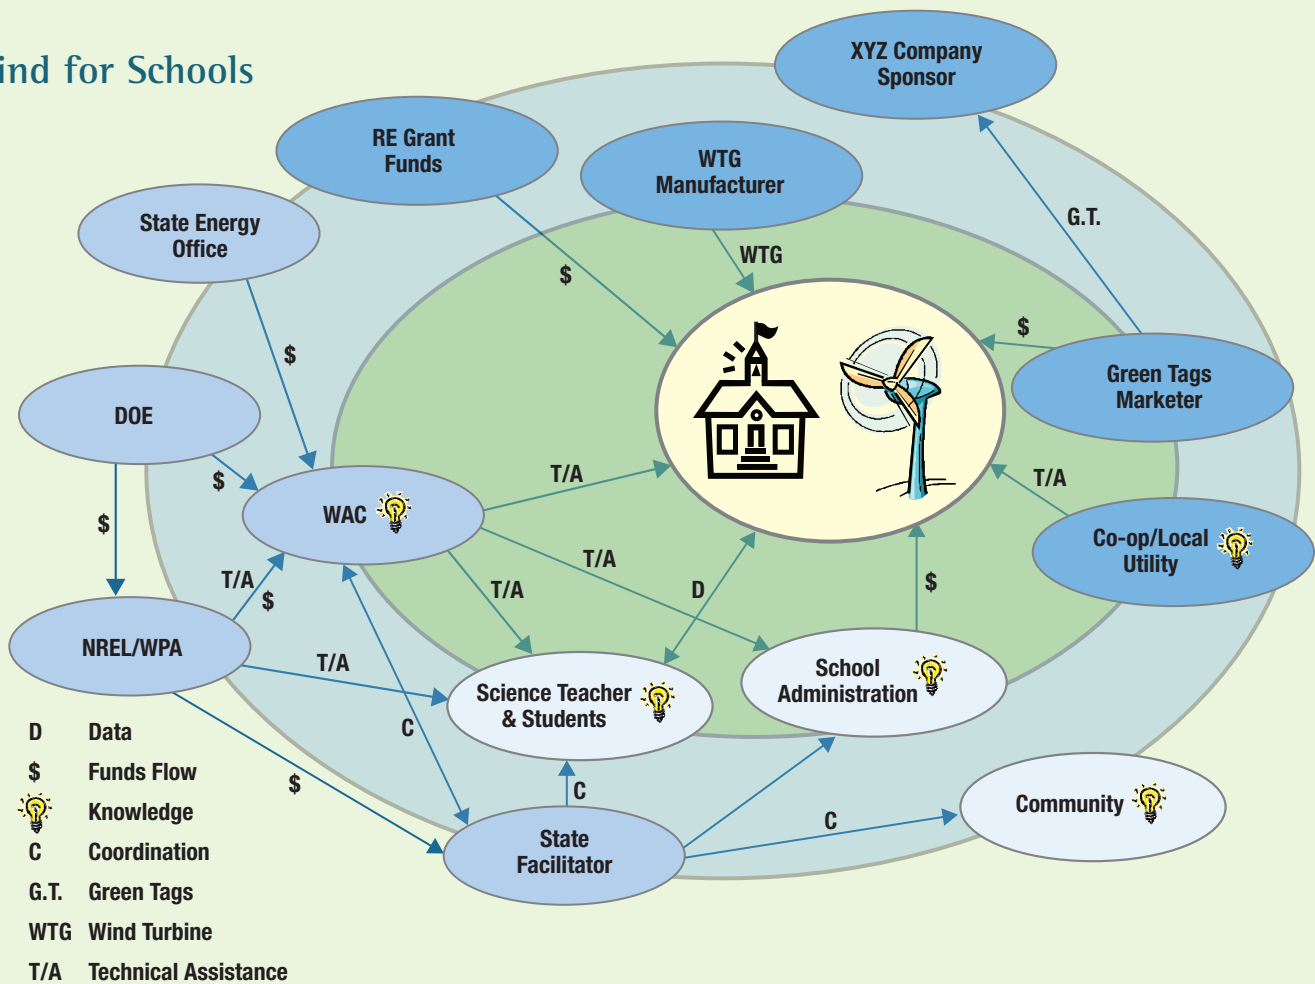 ind for Schools
XYZ Company
Sponsor
RE Grant
Funds
WTG
Manufacturer
State Energy
Office
G.T.
WTG
$
$
$
Green Tags
Marketer
DOE
$
T/A
T/A
WAC
$
Co-op/Local
Utility
T/A
T/A
$
T/A
D
$
NREL/WPA
T/A
School
Administration
Science Teacher
& Students
C
$
C
Community
C
State
Facilitator
D Data
$ Funds Flow
Knowledge
C Coordination
G.T. Green Tags
WTG Wind Turbine
T/A Technical Assistance